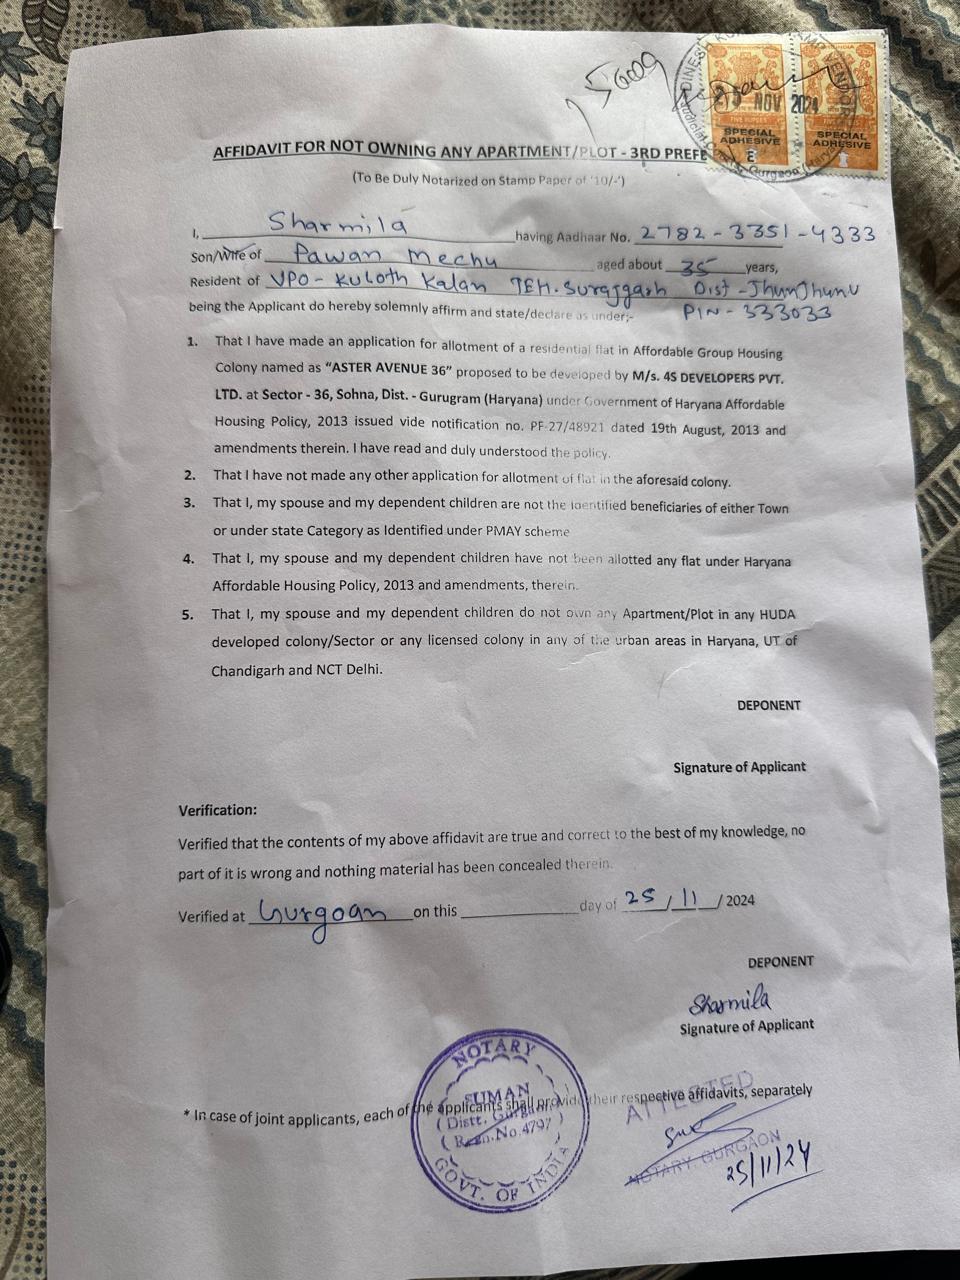 15609
DINESH KU STAMP VENDOR
25 NOV 2024
INDIA
FIVE RUPEES FIVE RUPEES
SPECIAL ADHESIVE SPECIAL ADHESIVE
Judicial Gurgaon (Haryana)
AFFIDAVIT FOR NOT OWNING ANY APARTMENT/PLOT - 3RD PREFE
(To Be Duly Notarized on Stamp Paper of '10/-')
I, Sharmila having Aadhaar No. 2782-3351-4333
Son/Wife of Pawan Mechu aged about 35 years,
Resident of VPO- Kuloth Kalan TEH. Surajgarh Dist - JhunJhunu
being the Applicant do hereby solemnly affirm and state/declare as under;- PIN - 333033
1. That I have made an application for allotment of a residential flat in Affordable Group Housing
Colony named as “ASTER AVENUE 36” proposed to be developed by M/s. 4S DEVELOPERS PVT.
LTD. at Sector - 36, Sohna, Dist. - Gurugram (Haryana) under Government of Haryana Affordable
Housing Policy, 2013 issued vide notification no. PF-27/48921 dated 19th August, 2013 and
amendments therein. I have read and duly understood the policy.
2. That I have not made any other application for allotment of flat in the aforesaid colony.
3. That I, my spouse and my dependent children are not the identified beneficiaries of either Town
or under state Category as Identified under PMAY scheme
4. That I, my spouse and my dependent children have not been allotted any flat under Haryana
Affordable Housing Policy, 2013 and amendments, therein.
5. That I, my spouse and my dependent children do not own any Apartment/Plot in any HUDA
developed colony/Sector or any licensed colony in any of the urban areas in Haryana, UT of
Chandigarh and NCT Delhi.
DEPONENT
Signature of Applicant
Verification:
Verified that the contents of my above affidavit are true and correct to the best of my knowledge, no
part of it is wrong and nothing material has been concealed therein.
Verified at Gurgoan on this day of 25/11/2024
DEPONENT
Sharmila
Signature of Applicant
* In case of joint applicants, each of the applicants shall provide their respective affidavits, separately
NOTARY
SUMAN
(Distt. Gurgaon)
(Regn.No.4797)
GOVT. OF INDIA
ATTESTED
NOTARY GURGAON
25/11/24